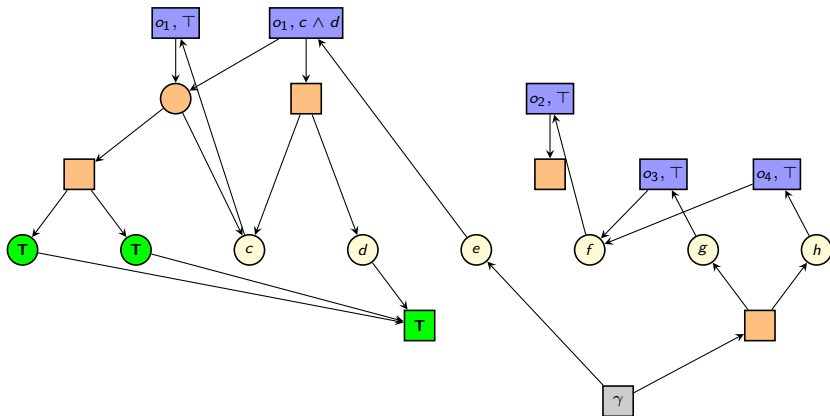 o₁, ⊤
o₁, c ∧ d
o₂, ⊤
o₃, ⊤
o₄, ⊤
T
T
c
d
e
f
g
h
T
γ